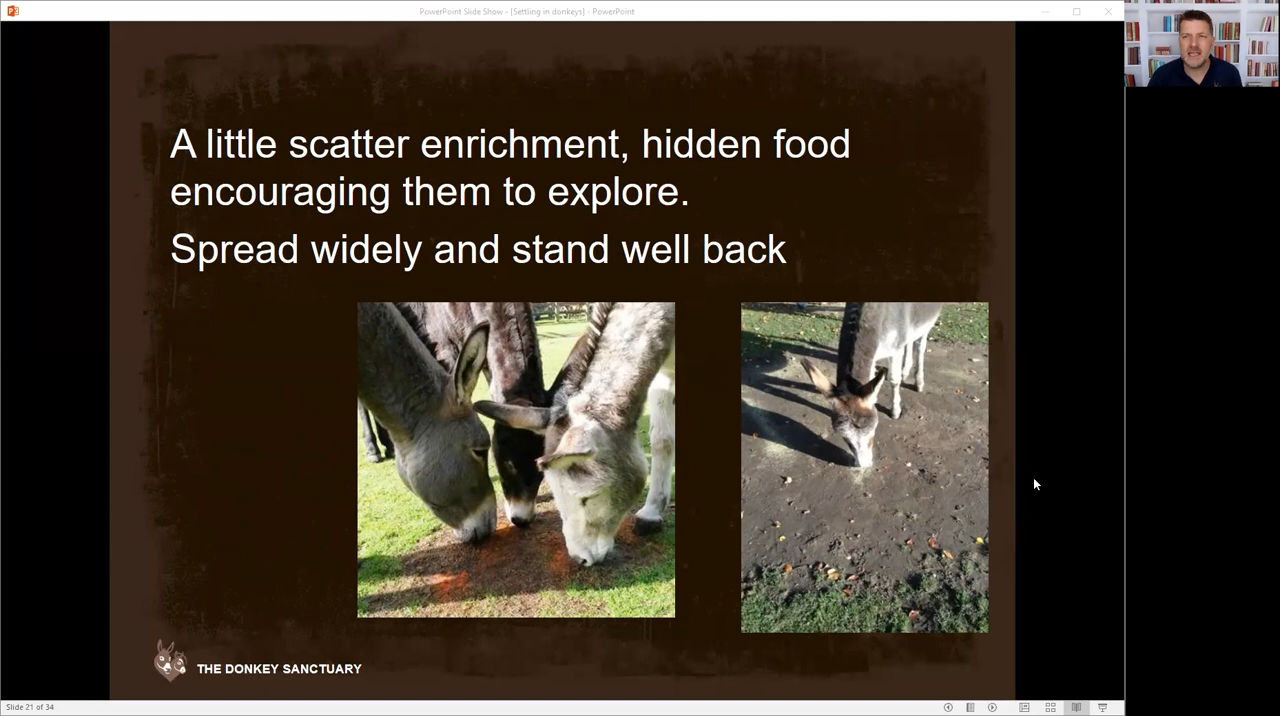 PowerPoint Slide Show - [Settling in donkeys] - PowerPoint
A little scatter enrichment, hidden food
encouraging them to explore.
Spread widely and stand well back
THE DONKEY SANCTUARY
Slide 21 of 34